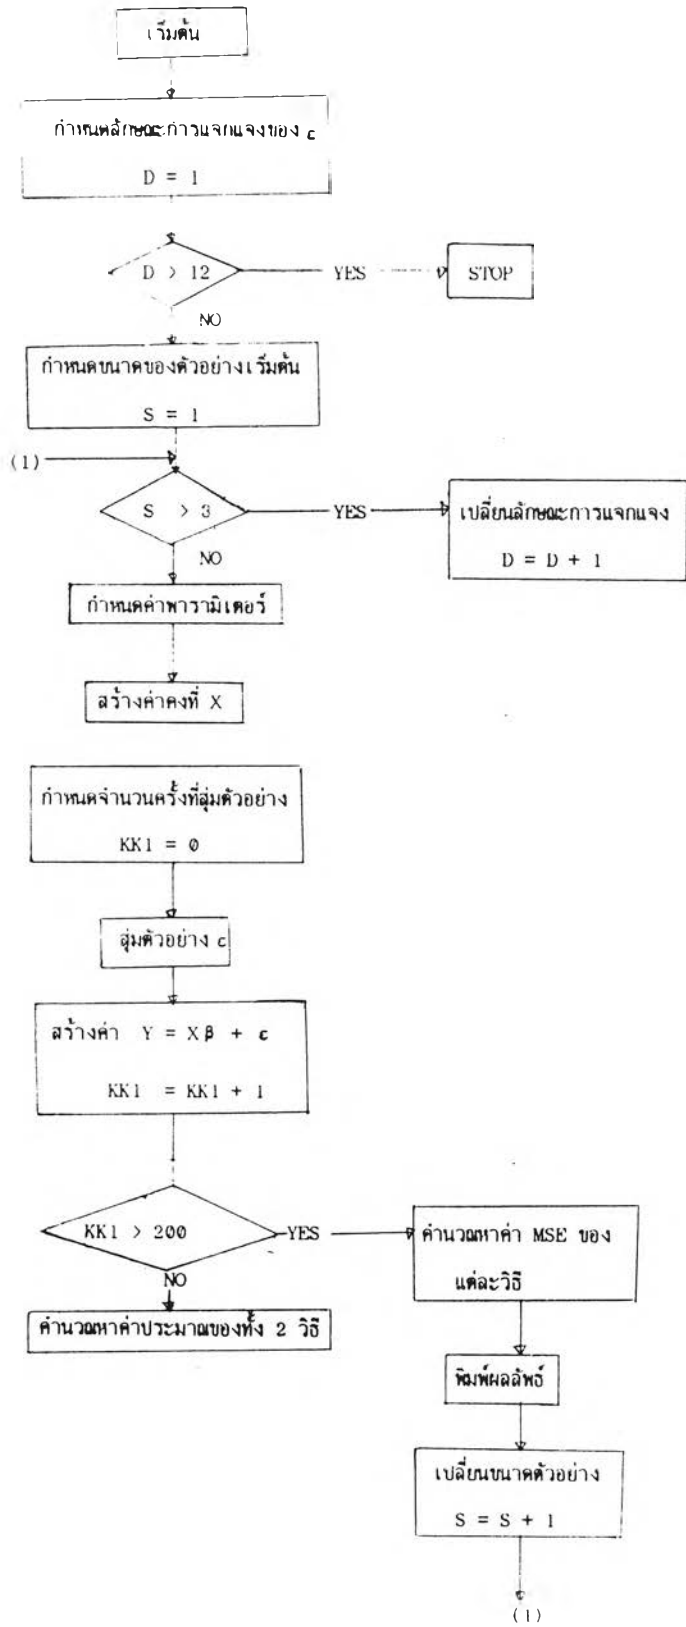 เริ่มต้น
กำหนดลักษณะการแจกแจงของ ε
D = 1
D > 12
YES
STOP
NO
กำหนดขนาดของตัวอย่างเริ่มต้น
S = 1
(1)
S > 3
YES
เปลี่ยนลักษณะการแจกแจง
D = D + 1
NO
กำหนดค่าพารามิเตอร์
สร้างค่าคงที่ X
กำหนดจำนวนครั้งที่สุ่มตัวอย่าง
KK1 = 0
สุ่มตัวอย่าง ε
สร้างค่า Y = Xβ + ε
KK1 = KK1 + 1
KK1 > 200
YES
คำนวณหาค่า MSE ของ
แต่ละวิธี
NO
คำนวณหาค่าประมาณของทั้ง 2 วิธี
พิมพ์ผลลัพธ์
เปลี่ยนขนาดตัวอย่าง
S = S + 1
(1)